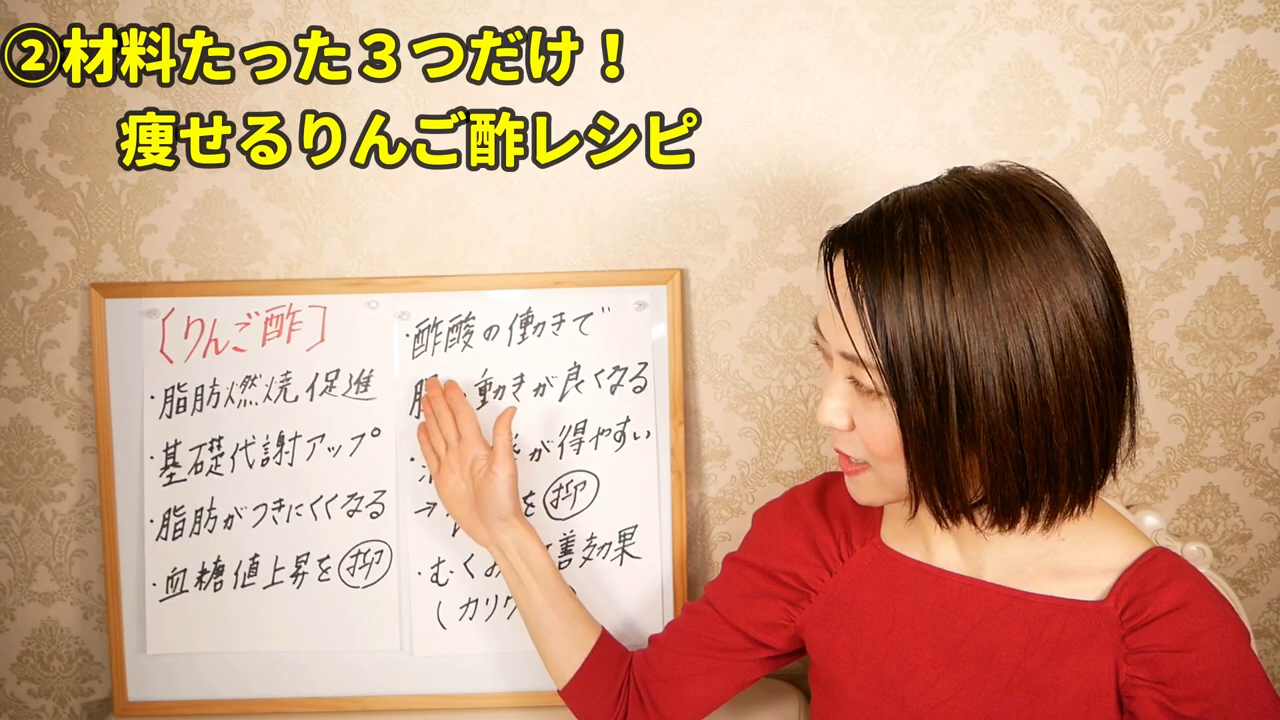 ②材料たった３つだけ！
痩せるりんご酢レシピ
〔りんご酢〕
・脂肪燃焼促進
・基礎代謝アップ
・脂肪がつきにくくなる
・血糖値上昇を抑
・酢酸の働きで
動きが良くなる
が得やすい
→ を抑
・むくみ 善効果
(カリウ